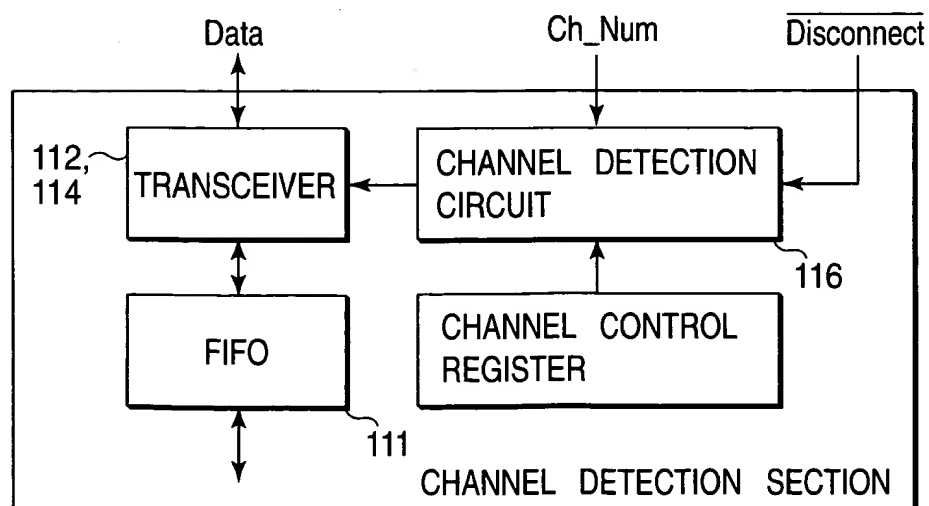 Data
Ch_Num
Disconnect
112,
114
TRANSCEIVER
CHANNEL DETECTION
CIRCUIT
116
FIFO
CHANNEL CONTROL
REGISTER
111
CHANNEL DETECTION SECTION